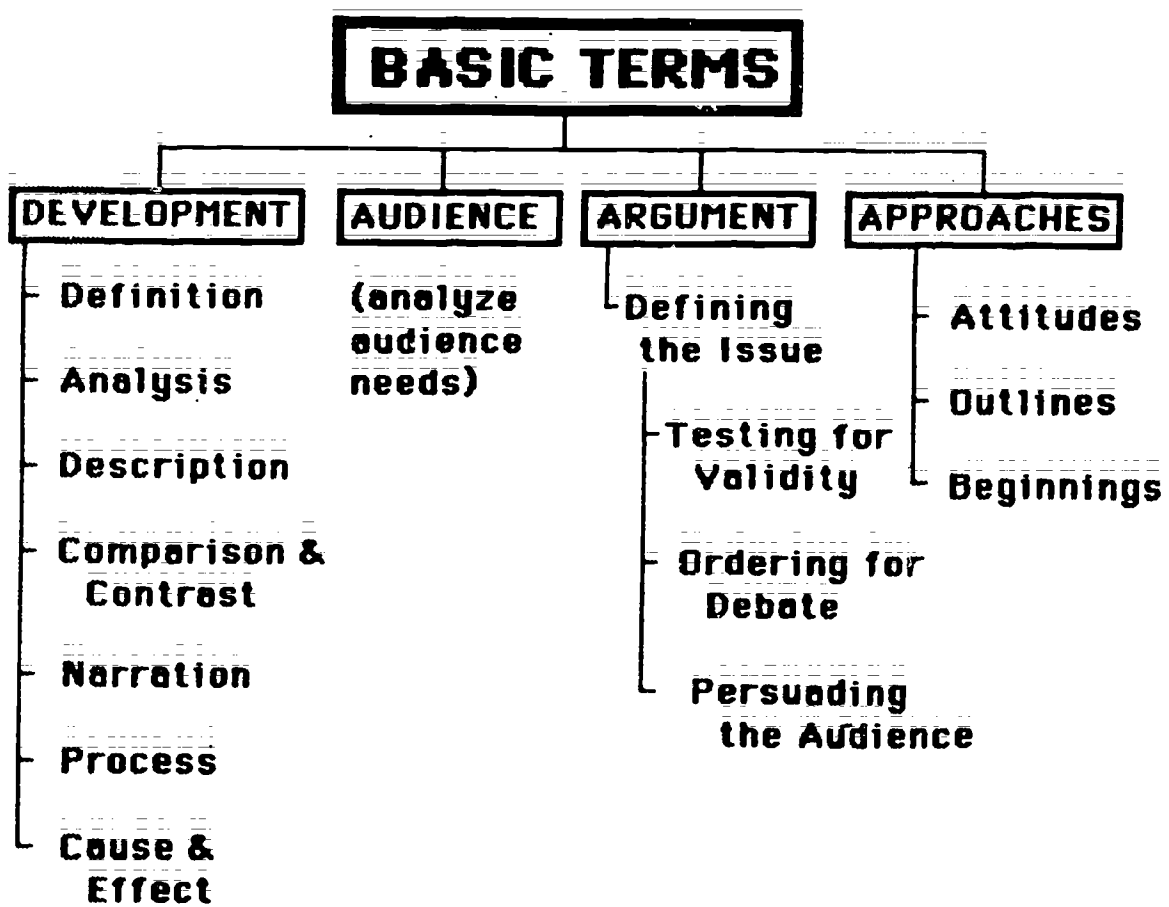 BASIC TERMS
DEVELOPMENT
Definition
Analysis
Description
Comparison &
Contrast
Narration
Process
Cause &
Effect
AUDIENCE
(analyze
audience
needs)
ARGUMENT
Defining
the Issue
Testing for
Validity
Ordering for
Debate
Persuading
the Audience
APPROACHES
Attitudes
Outlines
Beginnings